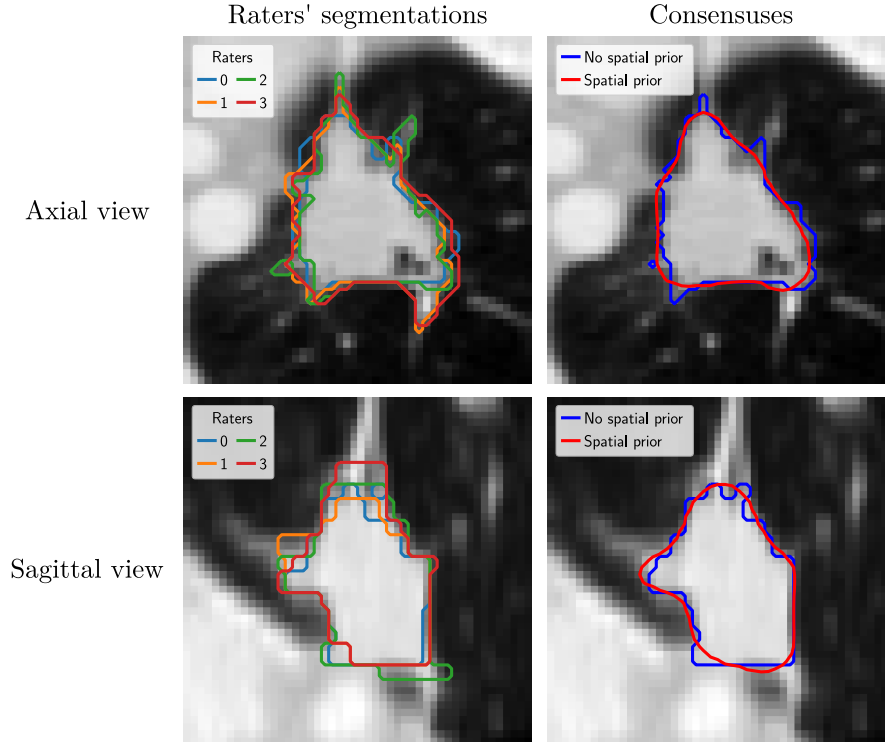 Raters' segmentations
Consensuses
Axial view
Raters
0 2
1 3
No spatial prior
Spatial prior
Sagittal view
Raters
0 2
1 3
No spatial prior
Spatial prior